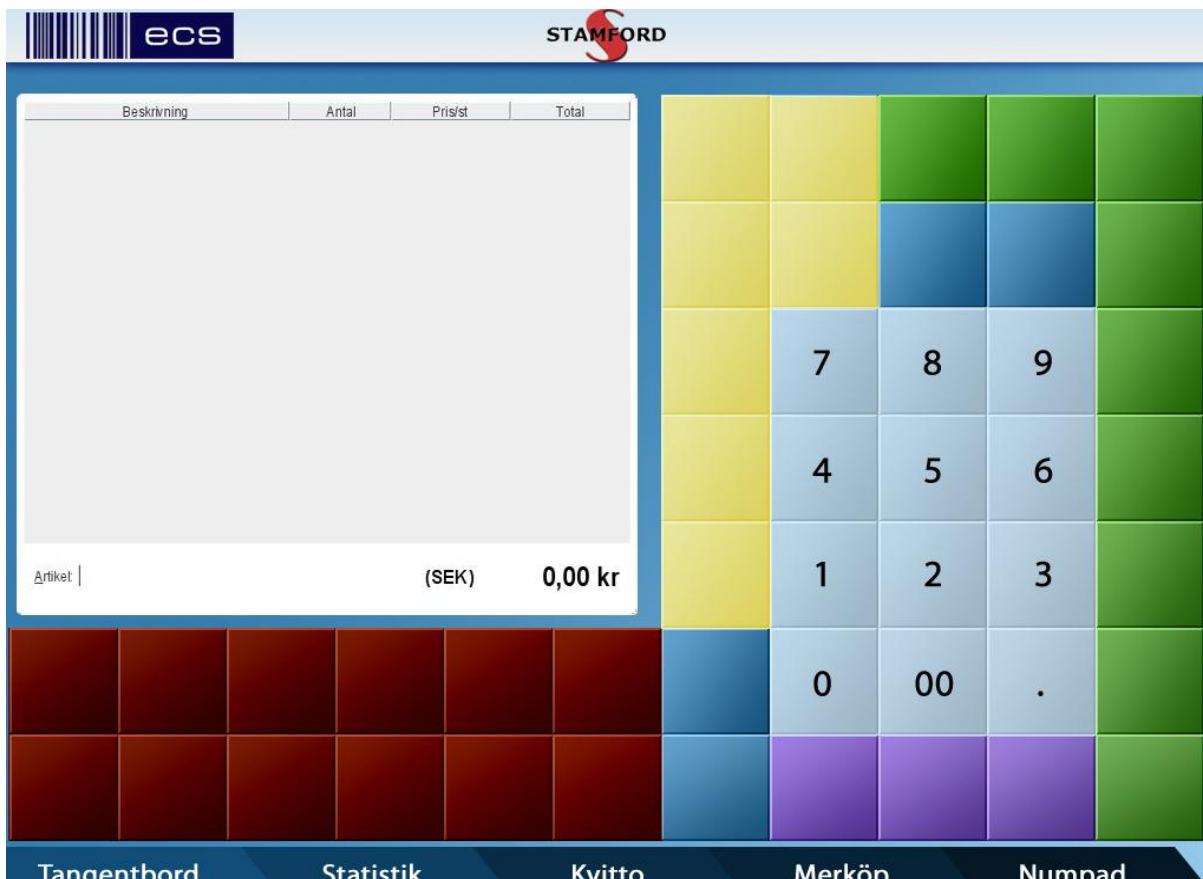 ecs
STAMFORD
Beskrivning Antal Pris/st Total
7 8 9
4 5 6
1 2 3
Artikel: (SEK) 0,00 kr
0 00 .
Tangentbord Statistik Kvitto Merköp Numpad